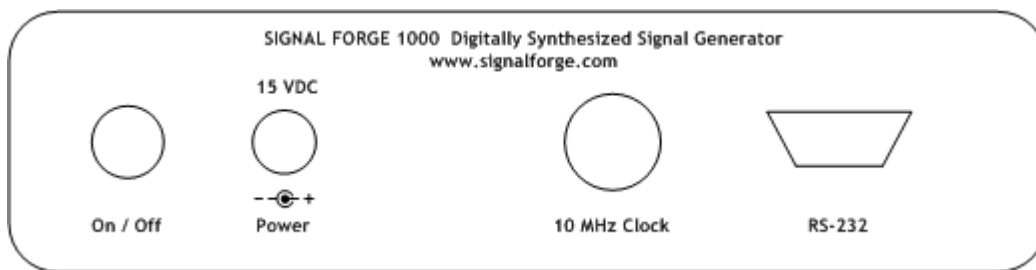 SIGNAL FORGE 1000 Digitally Synthesized Signal Generator
www.signalforge.com
15 VDC
- +
On / Off
Power
10 MHz Clock
RS-232